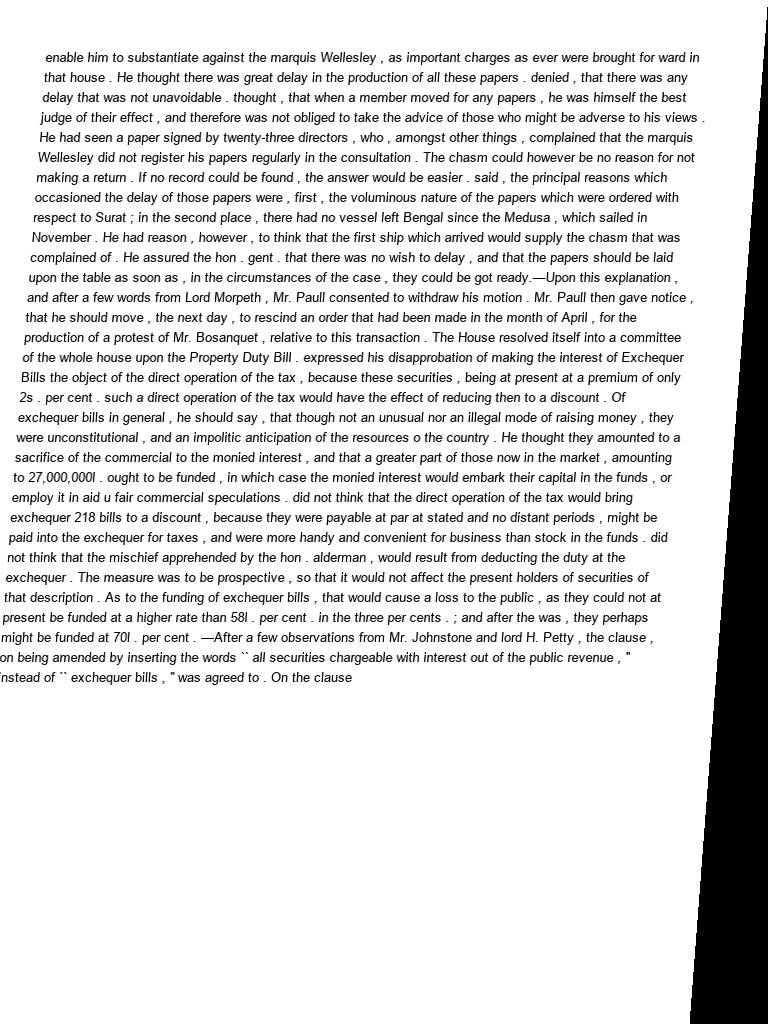 enable him to substantiate against the marquis Wellesley , as important charges as ever were brought for ward in
that house . He thought there was great delay in the production of all these papers . denied , that there was any
delay that was not unavoidable . thought , that when a member moved for any papers , he was himself the best
judge of their effect , and therefore was not obliged to take the advice of those who might be adverse to his views .
He had seen a paper signed by twenty-three directors , who , amongst other things , complained that the marquis
Wellesley did not register his papers regularly in the consultation . The chasm could however be no reason for not
making a return . If no record could be found , the answer would be easier . said , the principal reasons which
occasioned the delay of those papers were , first , the voluminous nature of the papers which were ordered with
respect to Surat ; in the second place , there had no vessel left Bengal since the Medusa , which sailed in
November . He had reason , however , to think that the first ship which arrived would supply the chasm that was
complained of . He assured the hon . gent . that there was no wish to delay , and that the papers should be laid
upon the table as soon as , in the circumstances of the case , they could be got ready.—Upon this explanation ,
and after a few words from Lord Morpeth , Mr. Paull consented to withdraw his motion . Mr. Paull then gave notice ,
that he should move , the next day , to rescind an order that had been made in the month of April , for the
production of a protest of Mr. Bosanquet , relative to this transaction . The House resolved itself into a committee
of the whole house upon the Property Duty Bill . expressed his disapprobation of making the interest of Exchequer
Bills the object of the direct operation of the tax , because these securities , being at present at a premium of only
2s . per cent . such a direct operation of the tax would have the effect of reducing then to a discount . Of
exchequer bills in general , he should say , that though not an unusual nor an illegal mode of raising money , they
were unconstitutional , and an impolitic anticipation of the resources o the country . He thought they amounted to a
sacrifice of the commercial to the monied interest , and that a greater part of those now in the market , amounting
to 27,000,000l . ought to be funded , in which case the monied interest would embark their capital in the funds , or
employ it in aid u fair commercial speculations . did not think that the direct operation of the tax would bring
exchequer 218 bills to a discount , because they were payable at par at stated and no distant periods , might be
paid into the exchequer for taxes , and were more handy and convenient for business than stock in the funds . did
not think that the mischief apprehended by the hon . alderman , would result from deducting the duty at the
exchequer . The measure was to be prospective , so that it would not affect the present holders of securities of
that description . As to the funding of exchequer bills , that would cause a loss to the public , as they could not at
present be funded at a higher rate than 58l . per cent . in the three per cents . ; and after the was , they perhaps
might be funded at 70l . per cent . —After a few observations from Mr. Johnstone and lord H. Petty , the clause ,
on being amended by inserting the words `` all securities chargeable with interest out of the public revenue , "
instead of `` exchequer bills , " was agreed to . On the clause